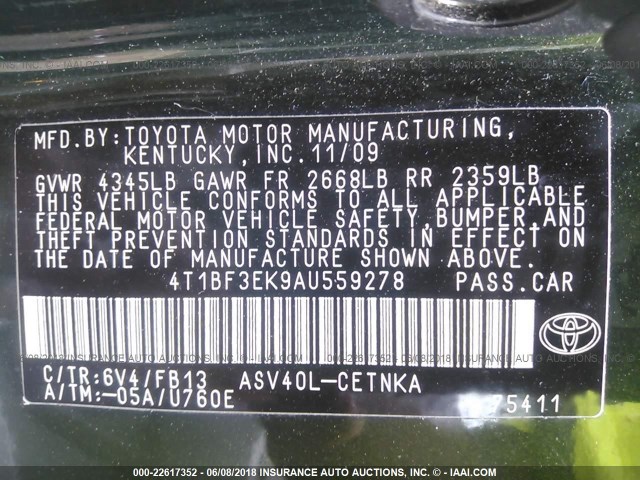 MFD.BY:TOYOTA MOTOR MANUFACTURING,
KENTUCKY,INC.11/09
GVWR 4345LB GAWR FR 2668LB RR 2359LB
THIS VEHICLE CONFORMS TO ALL APPLICABLE
FEDERAL MOTOR VEHICLE SAFETY,BUMPER,AND
THEFT PREVENTION STANDARDS IN EFFECT ON
THE DATE OF MANUFACTURE SHOWN ABOVE.
4T1BF3EK9AU559278 PASS.CAR
C/TR:6V4/FB13 ASV40L-CETNKA
A/TM:-05A/U760E 75411
000-22617352 - 06/08/2018 INSURANCE AUTO AUCTIONS, INC. - © - IAAI.COM